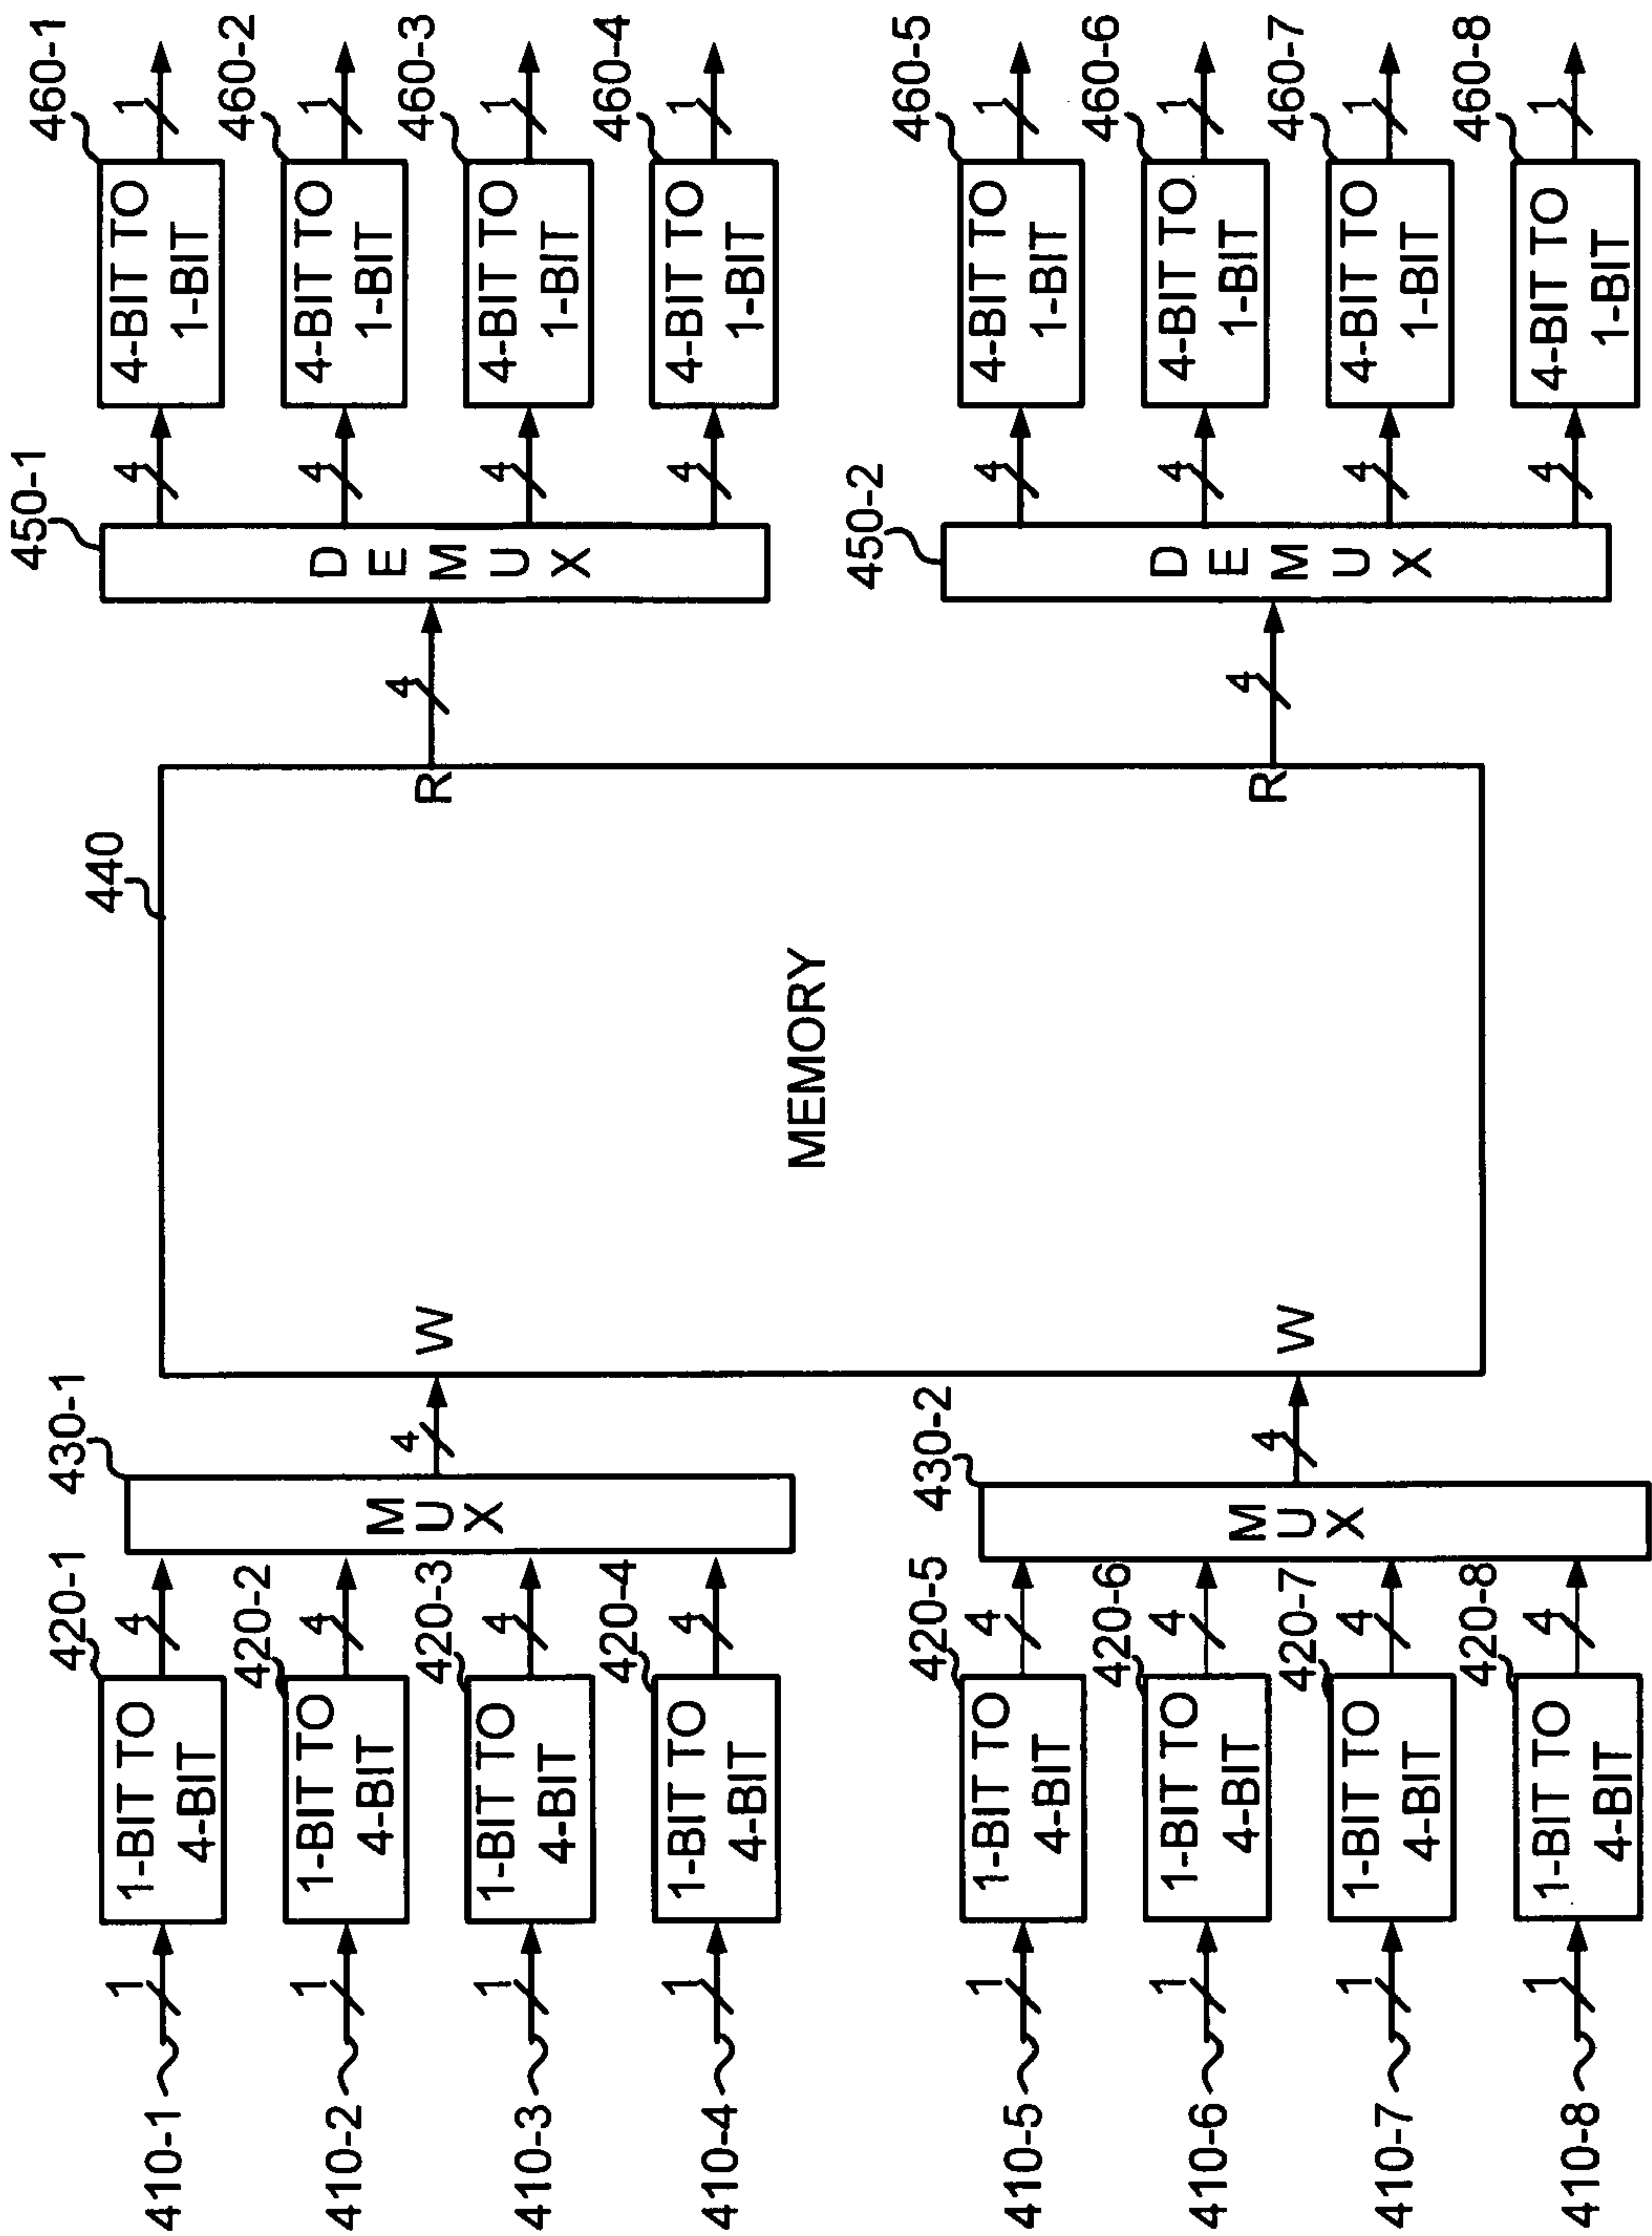 410-1
1
1-BIT TO
4-BIT
420-1
4
410-2
1
1-BIT TO
4-BIT
420-2
4
410-3
1
1-BIT TO
4-BIT
420-3
4
410-4
1
1-BIT TO
4-BIT
420-4
4
430-1
MUX
4
410-5
1
1-BIT TO
4-BIT
420-5
4
410-6
1
1-BIT TO
4-BIT
420-6
4
410-7
1
1-BIT TO
4-BIT
420-7
4
410-8
1
1-BIT TO
4-BIT
420-8
4
430-2
MUX
4
440
W
W
MEMORY
R
R
4
450-1
DEMUX
4
4-BIT TO
1-BIT
460-1
1
4
4-BIT TO
1-BIT
460-2
1
4
4-BIT TO
1-BIT
460-3
1
4
4-BIT TO
1-BIT
460-4
1
4
450-2
DEMUX
4
4-BIT TO
1-BIT
460-5
1
4
4-BIT TO
1-BIT
460-6
1
4
4-BIT TO
1-BIT
460-7
1
4
4-BIT TO
1-BIT
460-8
1